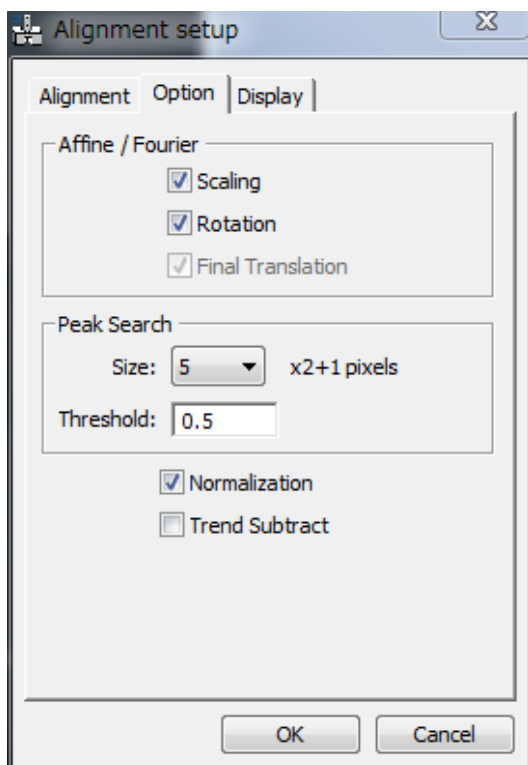 Alignment setup
Alignment Option Display
Affine / Fourier
Scaling
Rotation
Final Translation
Peak Search
Size: 5 x2+1 pixels
Threshold: 0.5
Normalization
Trend Subtract
OK Cancel